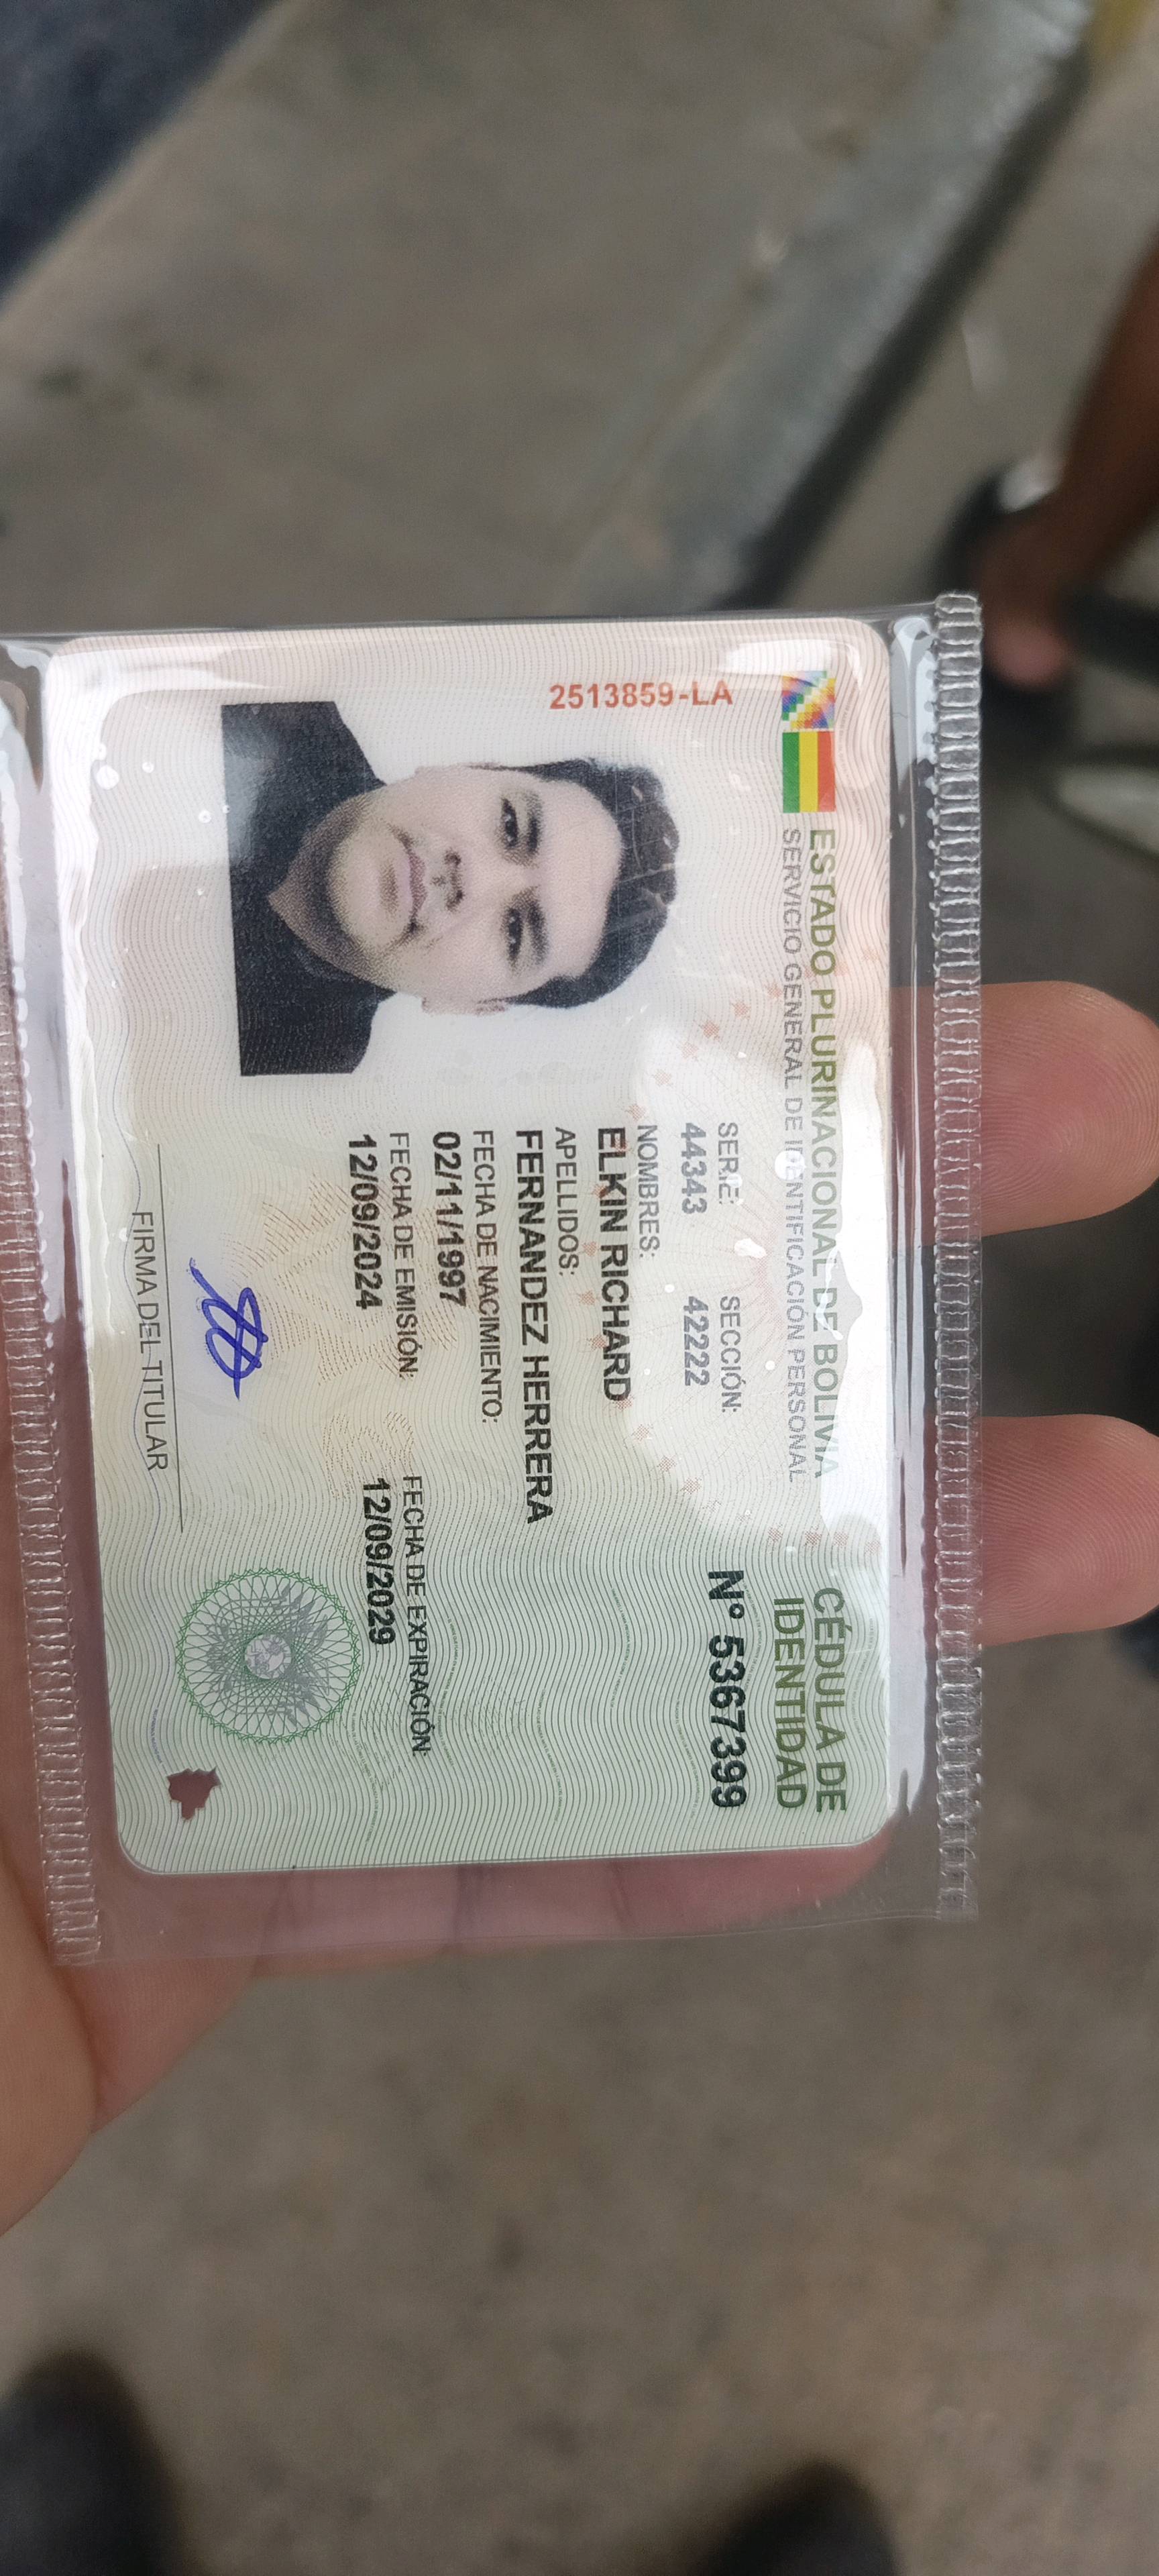 ESTADO PLURINACIONAL DE BOLIVIA
SERVICIO GENERAL DE IDENTIFICACIÓN PERSONAL
CÉDULA DE
IDENTIDAD
2513859-LA
SERIE: SECCIÓN:
44343 42222
N° 5367399
NOMBRES:
ELKIN RICHARD
APELLIDOS:
FERNANDEZ HERRERA
FECHA DE NACIMIENTO:
02/11/1997
FECHA DE EMISIÓN: FECHA DE EXPIRACIÓN:
12/09/2024 12/09/2029
FIRMA DEL TITULAR